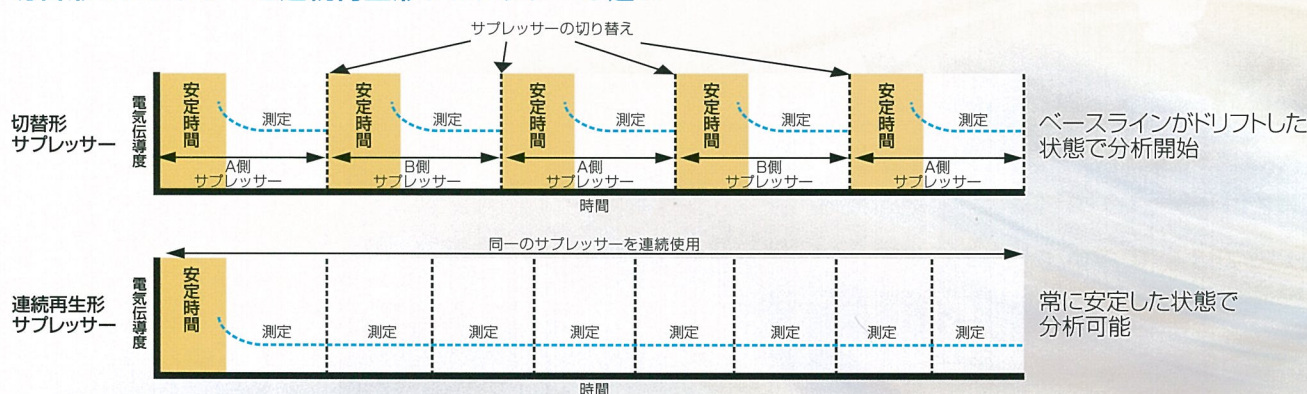 サプレッサーの切り替え
切替形
サプレッサー
電気伝導度
安定時間
測定
安定時間
測定
安定時間
測定
安定時間
測定
安定時間
測定
A側
サプレッサー
B側
サプレッサー
A側
サプレッサー
B側
サプレッサー
A側
サプレッサー
時間
ベースラインがドリフトした
状態で分析開始
同一のサプレッサーを連続使用
連続再生形
サプレッサー
電気伝導度
安定時間
測定
測定
測定
測定
測定
測定
測定
測定
時間
常に安定した状態で
分析可能